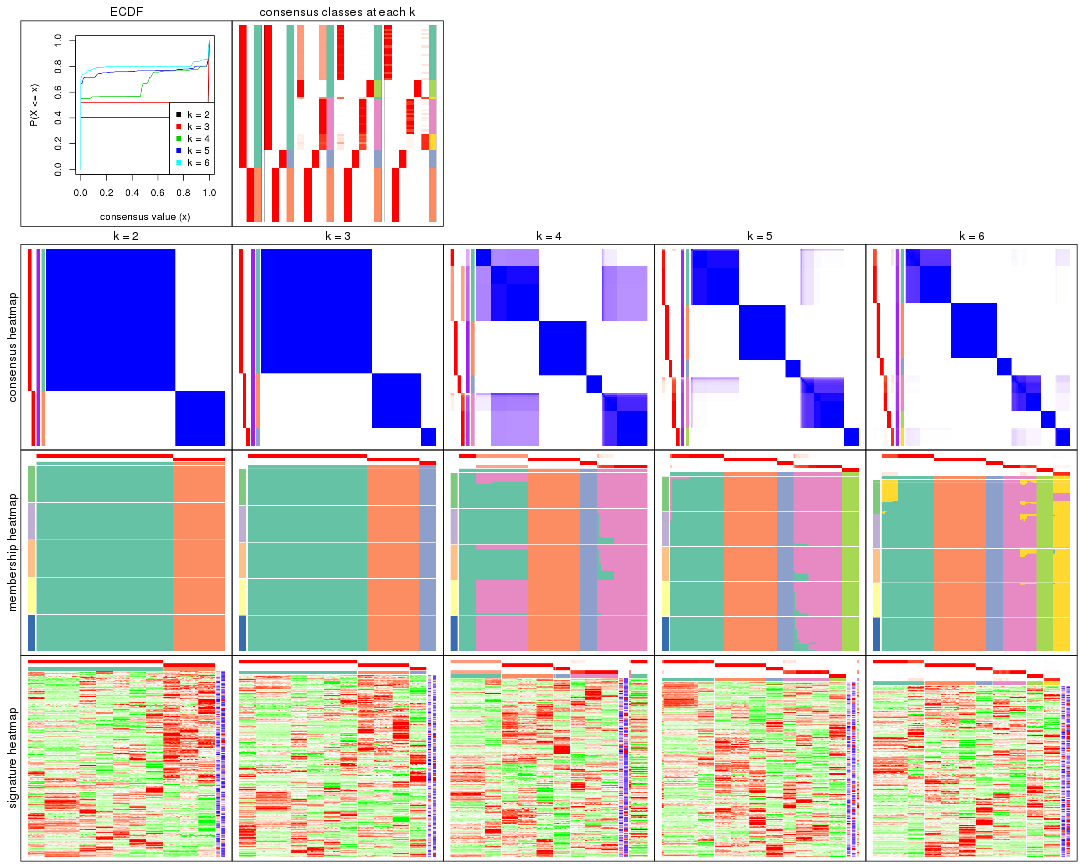 ECDF
consensus classes at each k
P(X <= x)
1.0
0.8
0.6
0.4
0.2
0.0
k = 2
k = 3
k = 4
k = 5
k = 6
0.0 0.2 0.4 0.6 0.8 1.0
consensus value (x)
k = 2
k = 3
k = 4
k = 5
k = 6
consensus heatmap
membership heatmap
signature heatmap